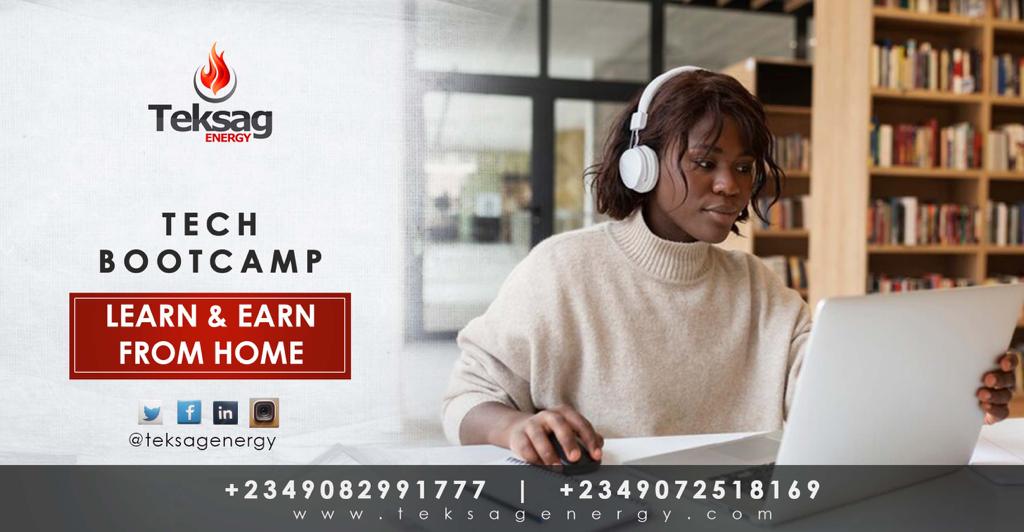 Teksag
ENERGY
TECH
BOOTCAMP
LEARN & EARN
FROM HOME
@teksagenergy
+2349082991777 | +2349072518169
www.teksagenergy.com